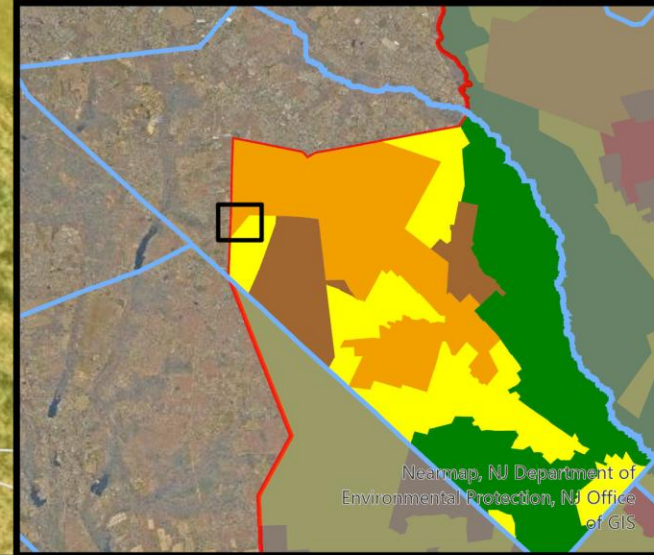 Nearmap, NJ Department of
Environmental Protection, NJ Office
of GIS